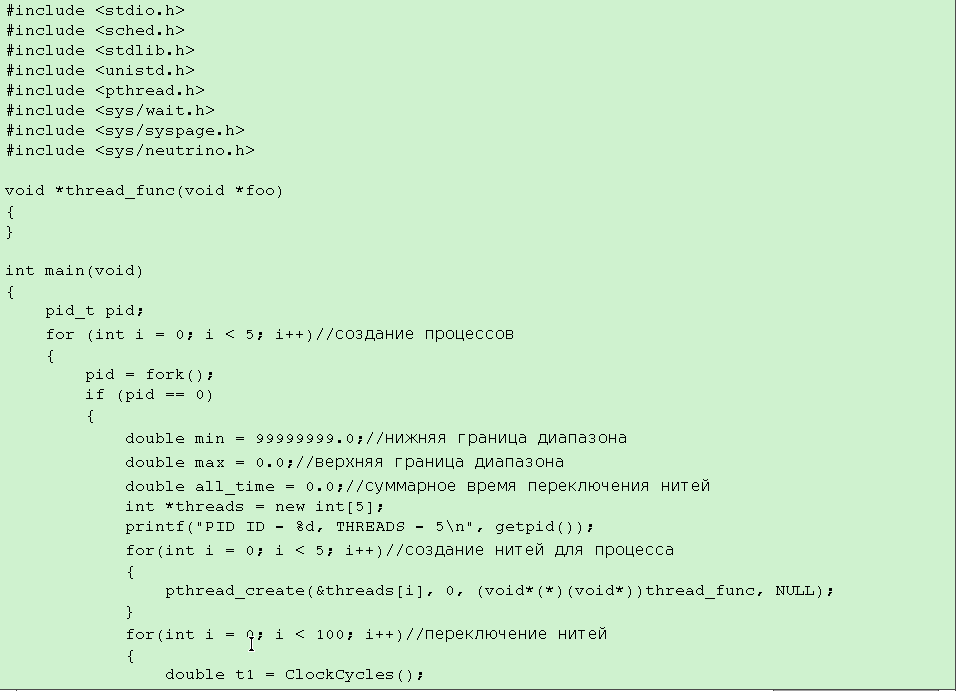 #include <stdio.h>
#include <sched.h>
#include <stdlib.h>
#include <unistd.h>
#include <pthread.h>
#include <sys/wait.h>
#include <sys/syspage.h>
#include <sys/neutrino.h>

void *thread_func(void *foo)
{
}

int main(void)
{
    pid_t pid;
    for (int i = 0; i < 5; i++)//создание процессов
    {
        pid = fork();
        if (pid == 0)
        {
            double min = 99999999.0;//нижняя граница диапазона
            double max = 0.0;//верхняя граница диапазона
            double all_time = 0.0;//суммарное время переключения нитей
            int *threads = new int[5];
            printf("PID ID - %d, THREADS - 5\n", getpid());
            for(int i = 0; i < 5; i++)//создание нитей для процесса
            {
                pthread_create(&threads[i], 0, (void*(*)(void*))thread_func, NULL);
            }
            for(int i = 0; i < 100; i++)//переключение нитей
            {
                double t1 = ClockCycles();